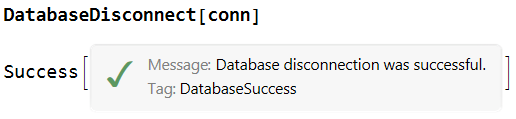 DatabaseDisconnect[conn]
Success[
Message: Database disconnection was successful.
Tag: DatabaseSuccess
]